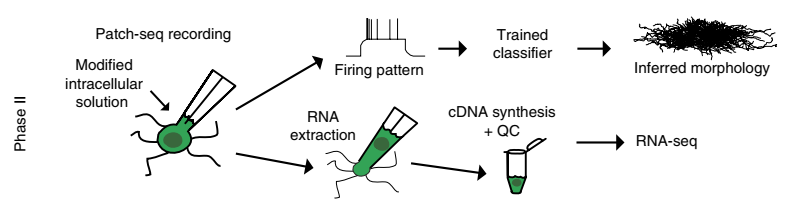 Phase II
Patch-seq recording
Modified
intracellular
solution
Firing pattern
Trained
classifier
Inferred morphology
RNA
extraction
cDNA synthesis
+ QC
RNA-seq